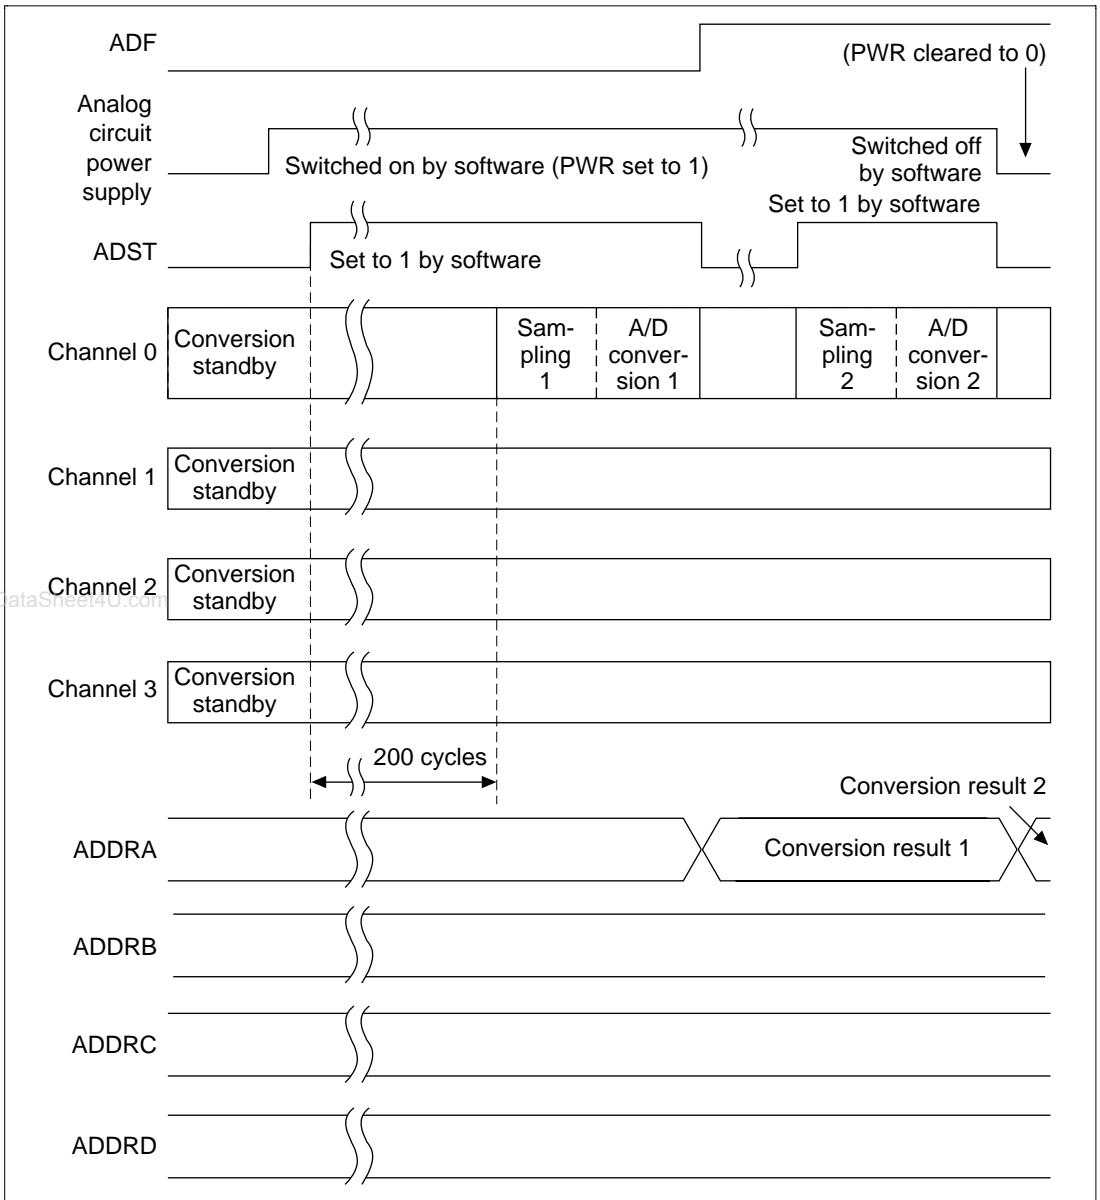 ADF
(PWR cleared to 0)
Analog
circuit
power
supply
Switched on by software (PWR set to 1)
Switched off
by software
Set to 1 by software
ADST
Set to 1 by software
Channel 0
Conversion
standby
Sam-
pling
1
A/D
conver-
sion 1
Sam-
pling
2
A/D
conver-
sion 2
Channel 1
Conversion
standby
Channel 2
Conversion
standby
DataSheet4U.com
Channel 3
Conversion
standby
200 cycles
Conversion result 2
ADDRA
Conversion result 1
ADDRB
ADDRC
ADDRD